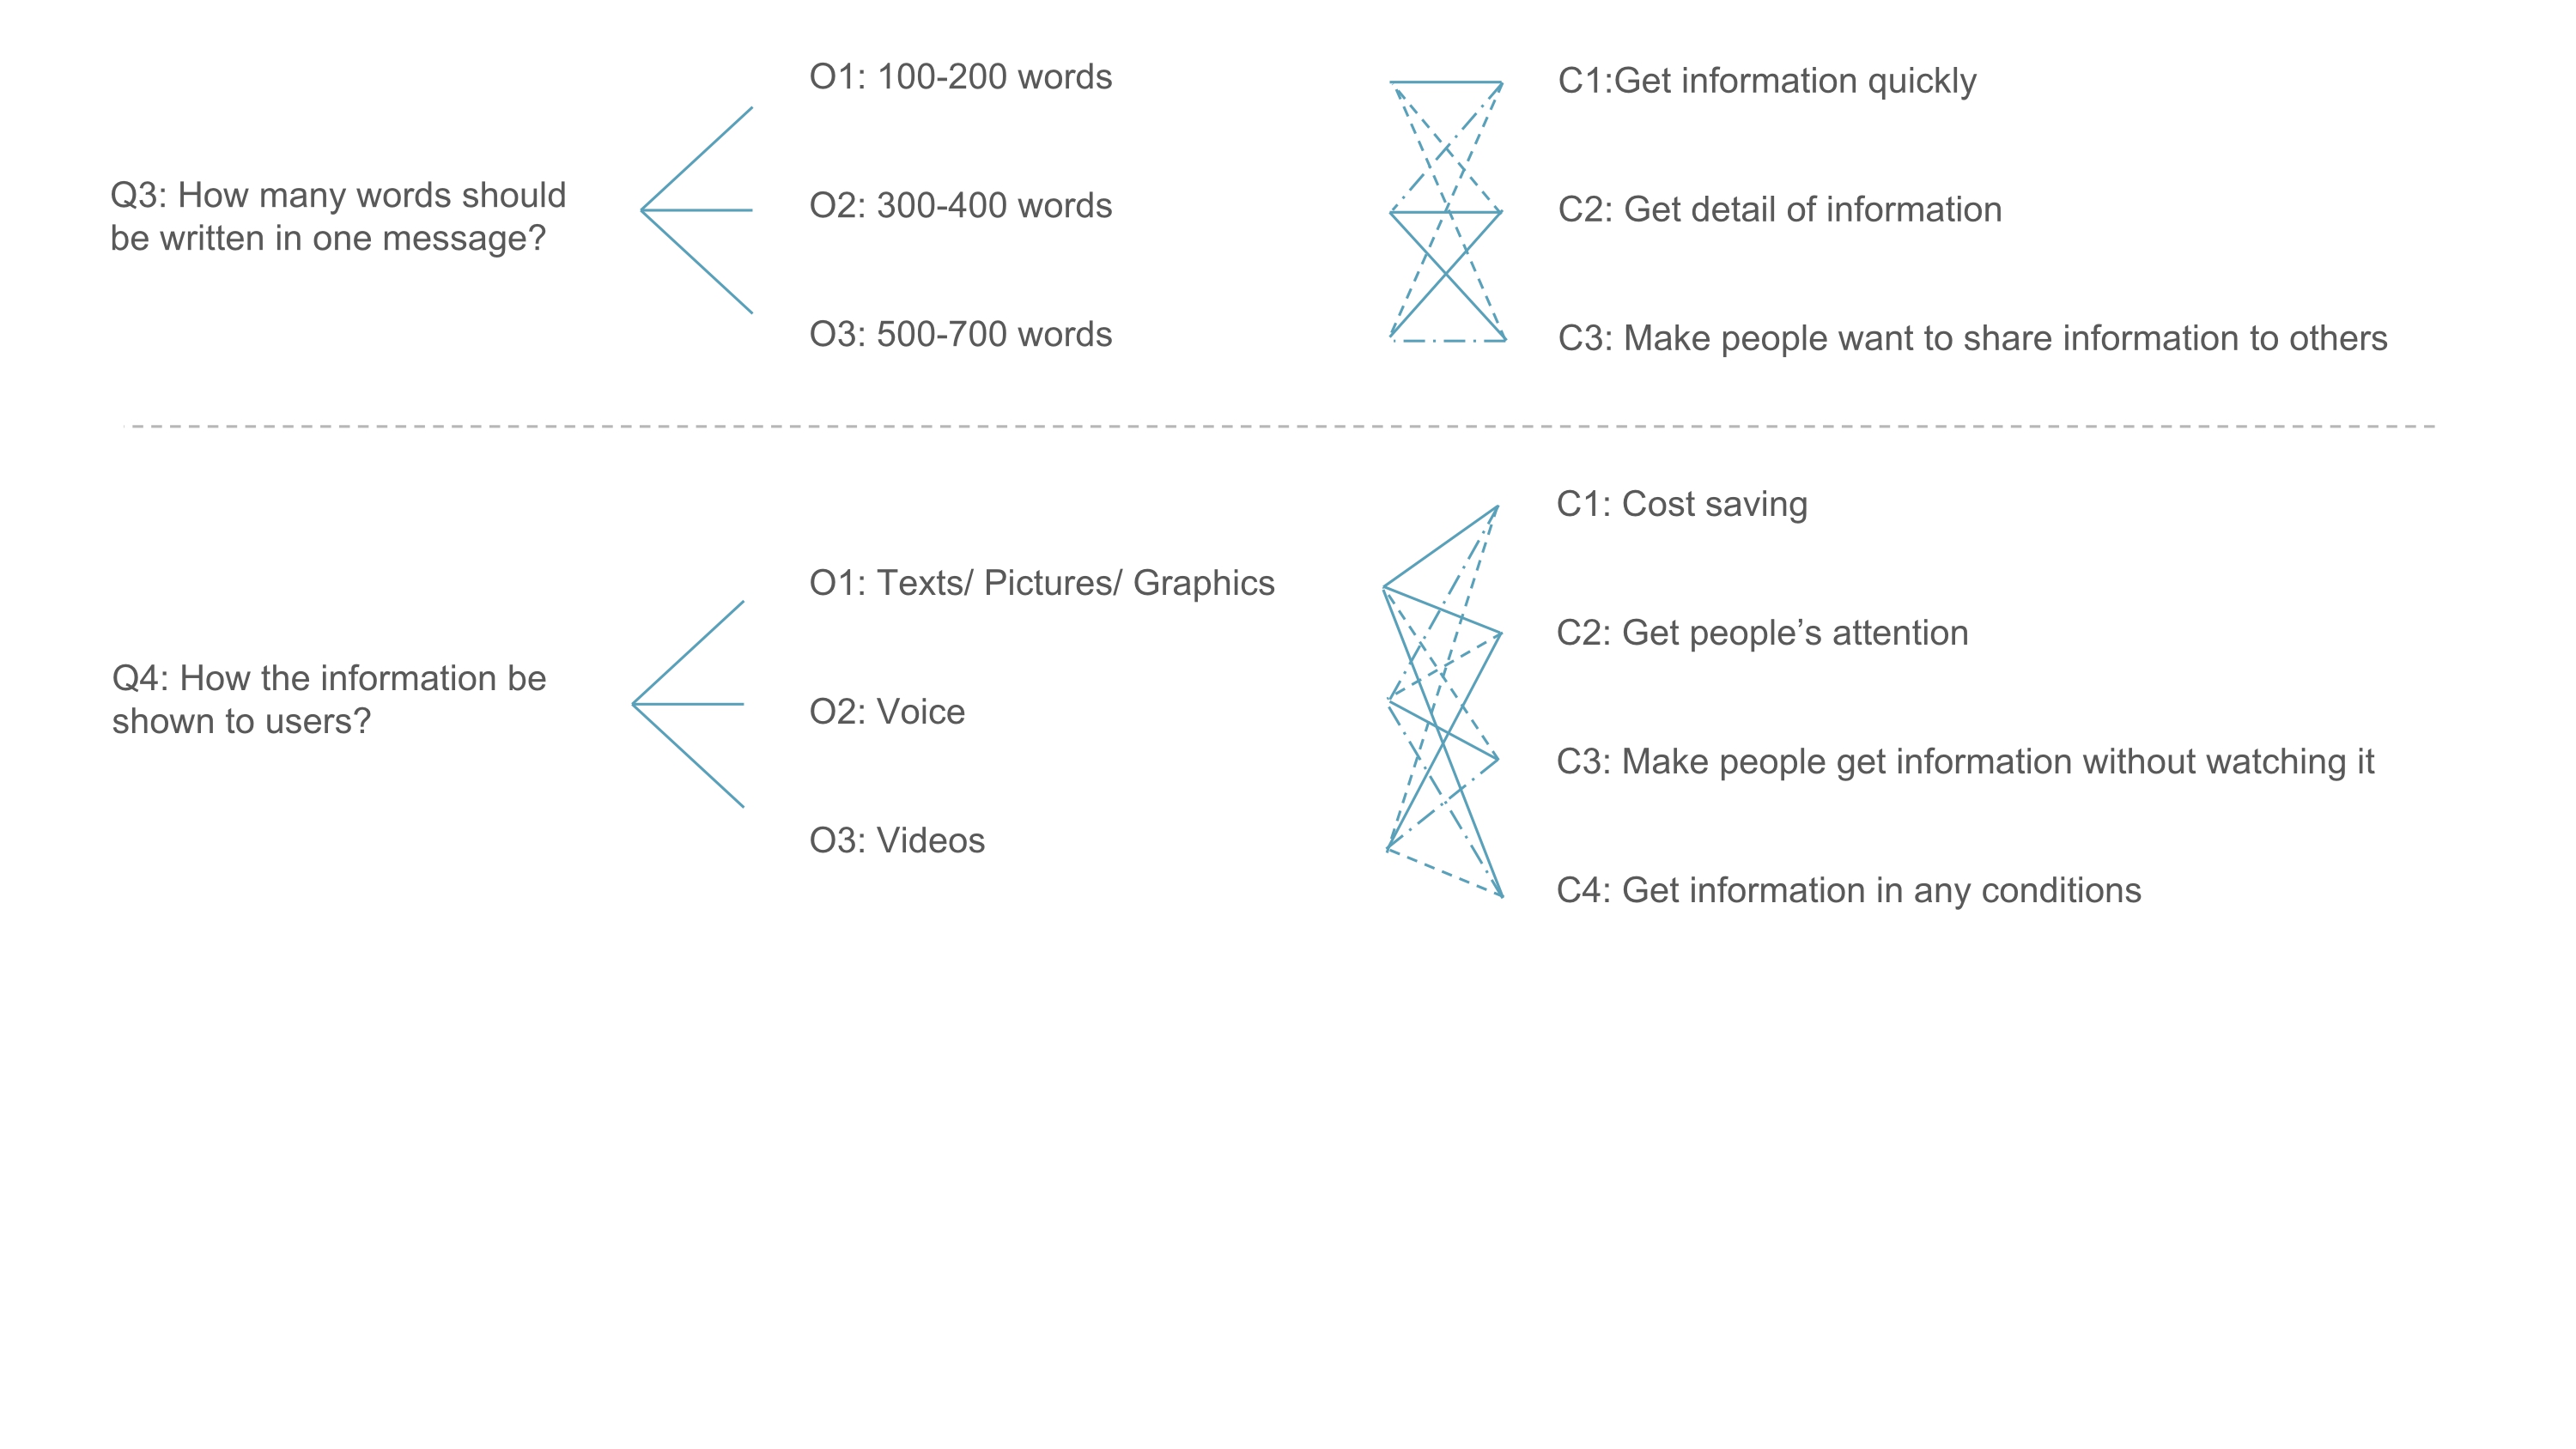 O1: 100-200 words
C1:Get information quickly
Q3: How many words should
be written in one message?
O2: 300-400 words
C2: Get detail of information
O3: 500-700 words
C3: Make people want to share information to others
C1: Cost saving
O1: Texts/ Pictures/ Graphics
C2: Get people’s attention
Q4: How the information be
shown to users?
O2: Voice
C3: Make people get information without watching it
O3: Videos
C4: Get information in any conditions